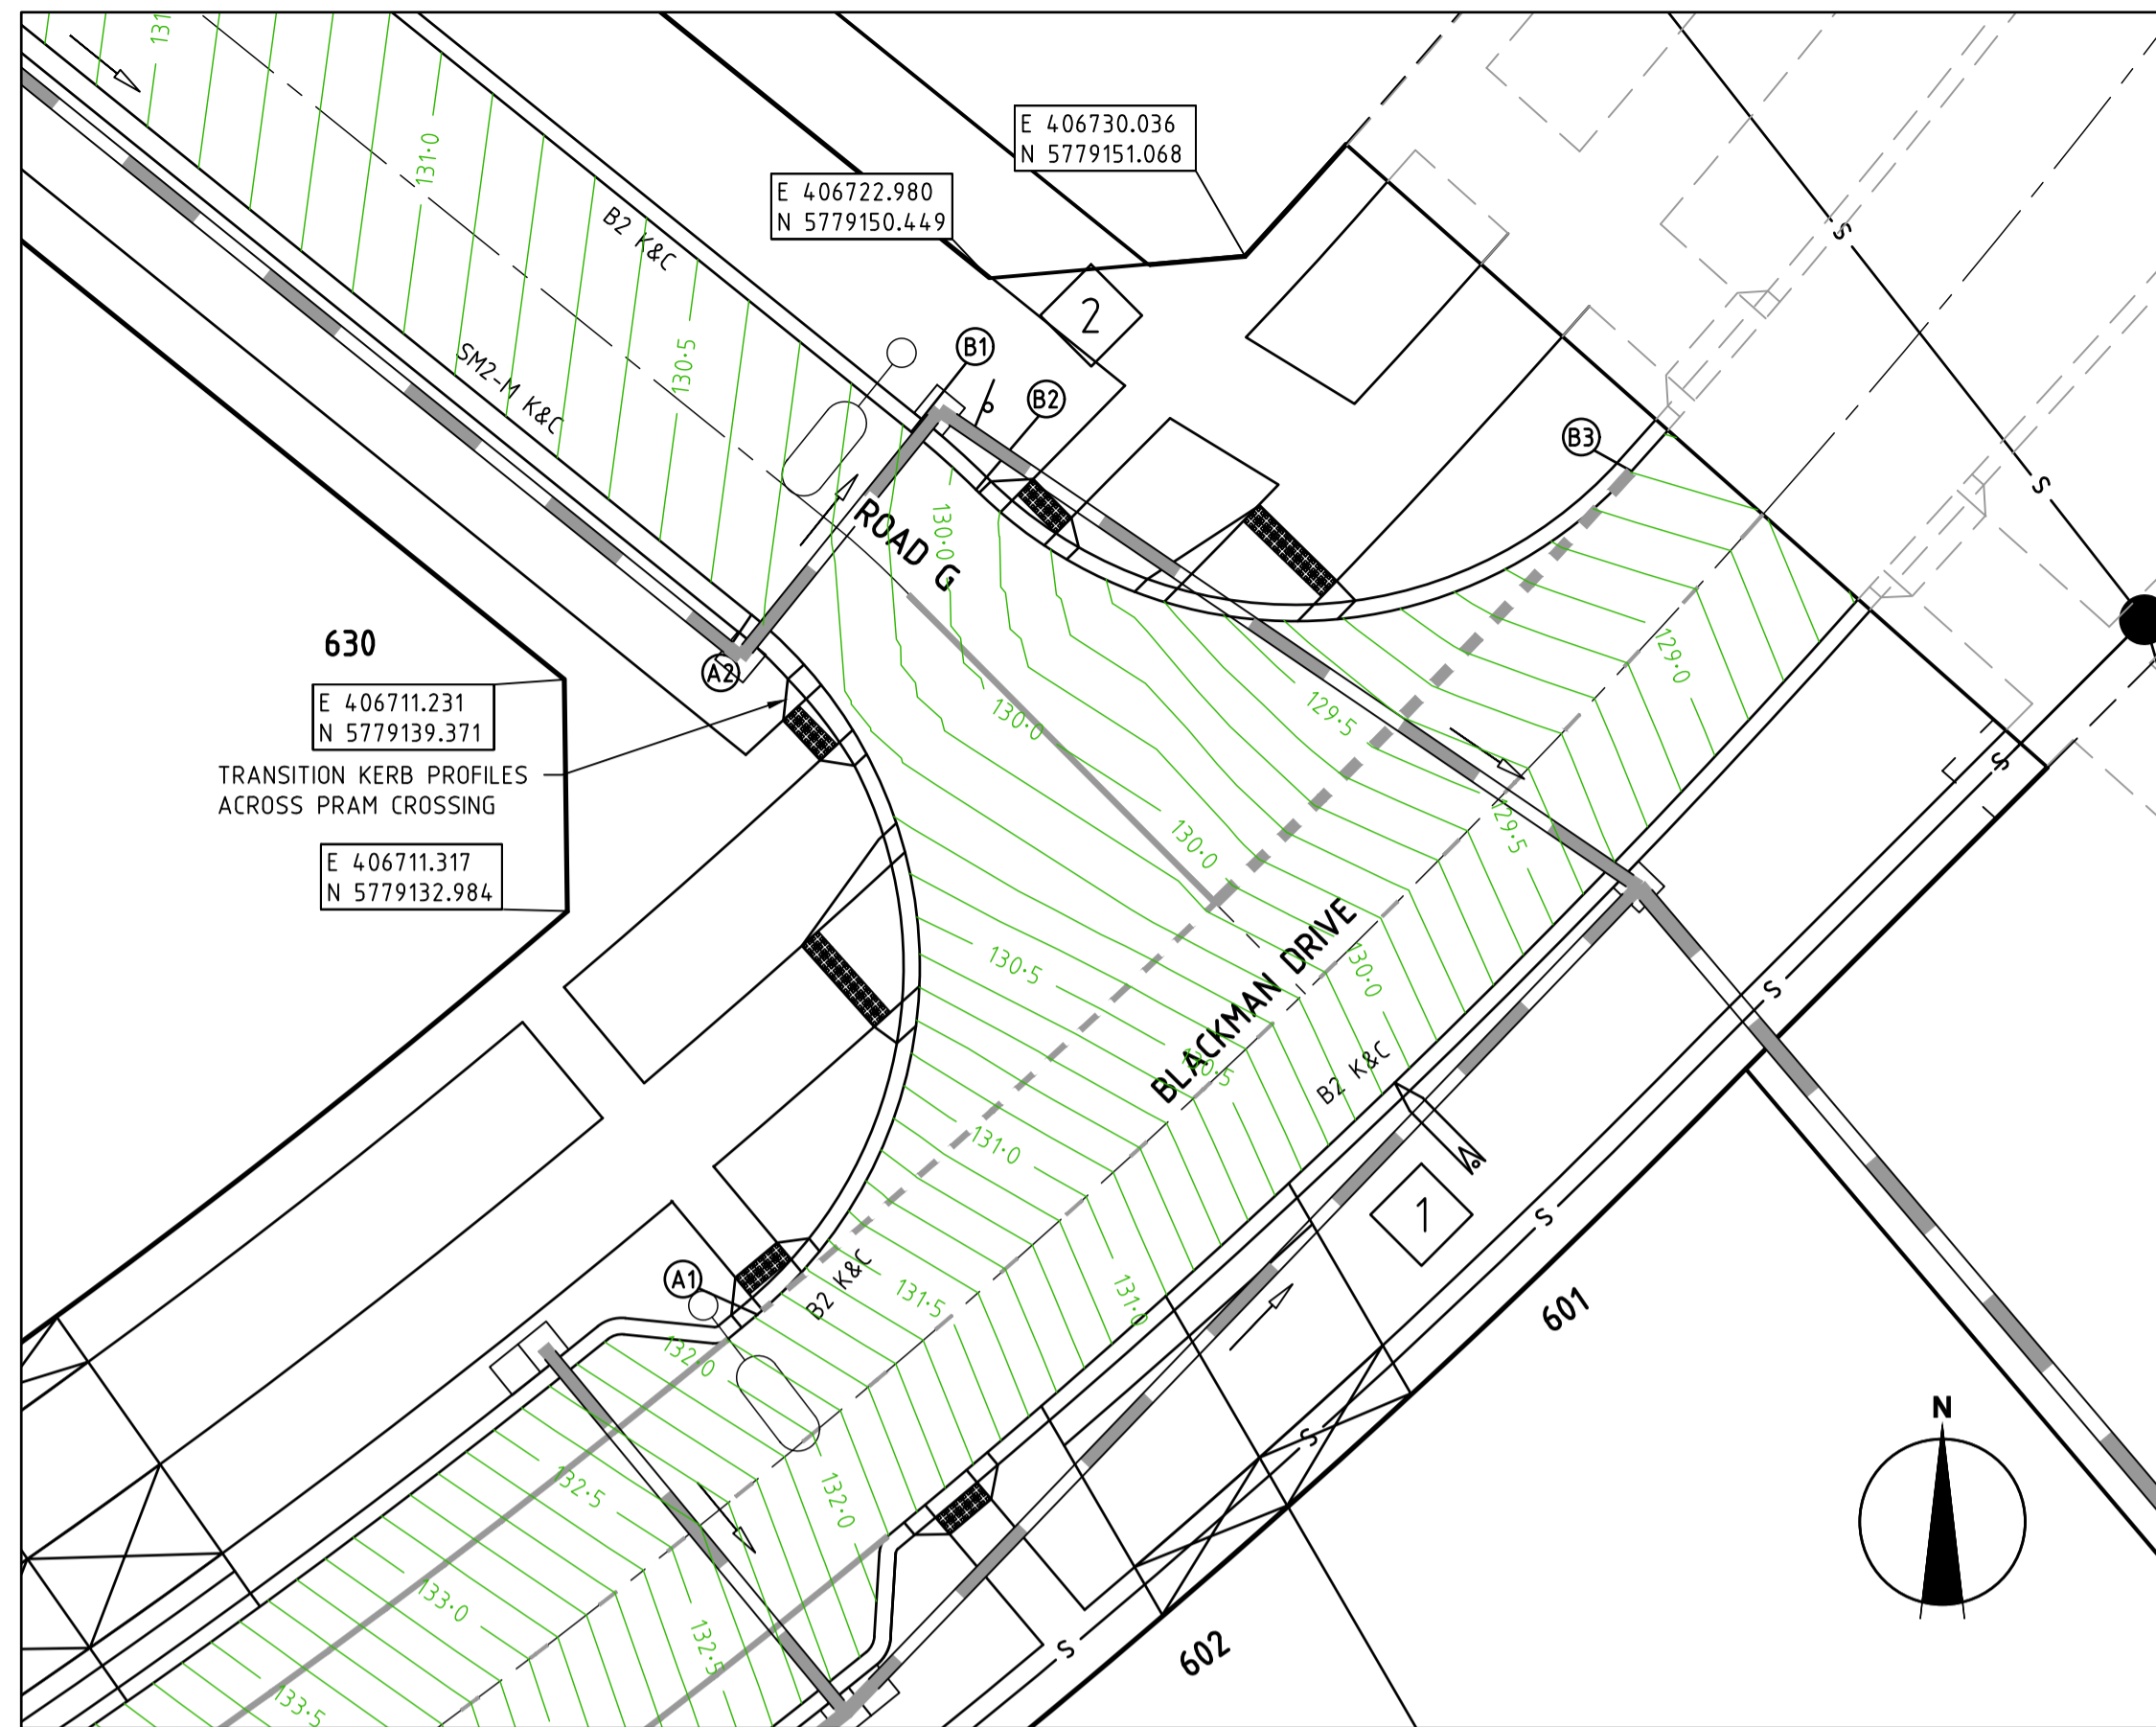 131
E 406730.036
N 5779151.068
131·0
E 406722.980
N 5779150.449
B2 K&C
S
2
B1
130·5
SM2-M K&C
B2
B3
S
ROAD G
130·0
630
A2
129·0
E 406711.231
N 5779139.371
130·0
129·5
TRANSITION KERB PROFILES
ACROSS PRAM CROSSING
S
129·5
130·0
E 406711.317
N 5779132.984
130·5
BLACKMAN DRIVE
130·0
S
130·5
B2 K&C
131·0
1
S
A1
B2 K&C
131·5
131·0
601
132·0
N
S
132·5
132·0
133·0
132·5
S
602
133·5